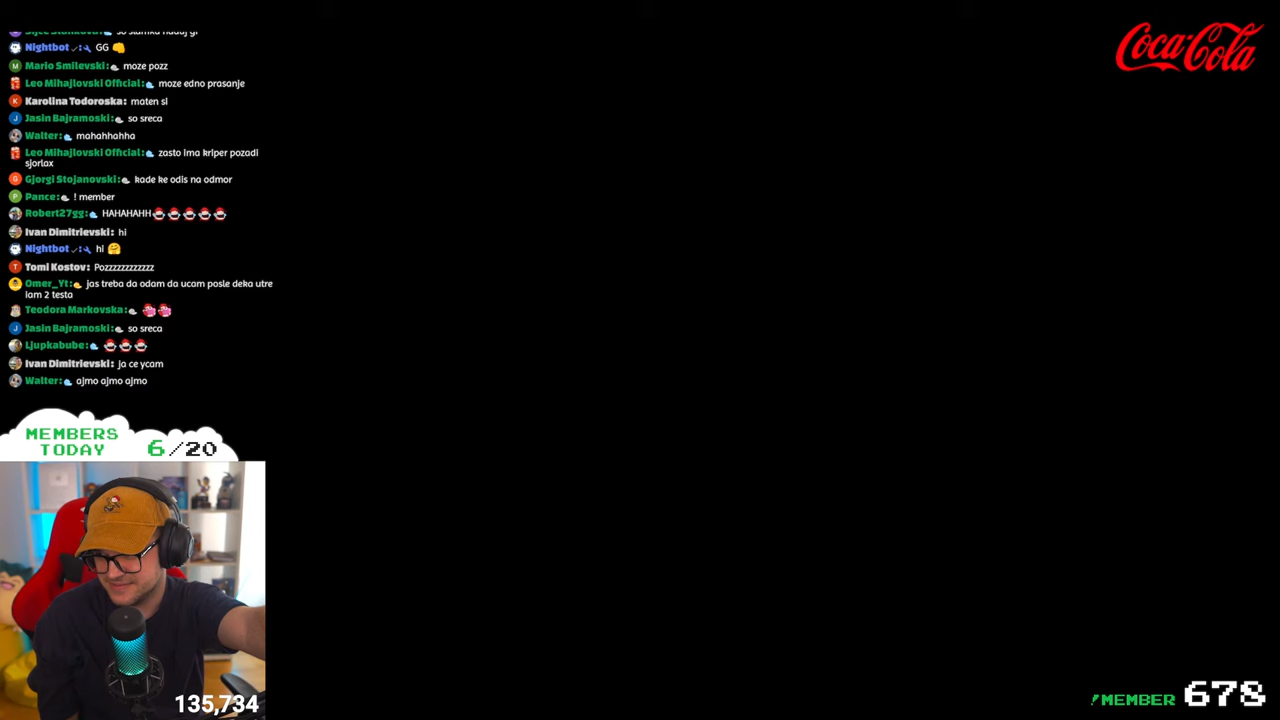 Nightbot : GG
Coca-Cola
Mario Smilevski : moze pozz
Leo Mihajlovski Official : moze edno prasanje
Karolina Todoroska : maten si
Jasin Bajramoski : so sreca
Walter : mahahhahha
Leo Mihajlovski Official : zasto ima kriper pozadi
sjorlax
Gjorgi Stojanovski : kade ke odis na odmor
Pance : ! member
Robert27gg : HAHAHAHH
Ivan Dimitrievski : hi
Nightbot : hi
Tomi Kostov : Pozzzzzzzzzzzz
Omer_Yt : jas treba da odam da ucam posle deka utre
iam 2 testa
Teodora Markovska :
Jasin Bajramoski : so sreca
Ljupkabube :
Ivan Dimitrievski : ja ce ycam
Walter : ajmo ajmo ajmo
MEMBERS
TODAY 6/20
135,734
!MEMBER 678